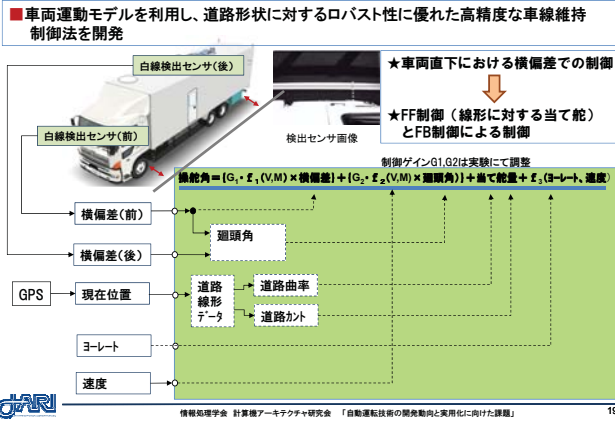 ■車両運動モデルを利用し、道路形状に対するロバスト性に優れた高精度な車線維持
制御法を開発
白線検出センサ(後)
白線検出センサ(前)
検出センサ画像
★車両直下における横偏差での制御
★FF制御（線形に対する当て舵）
とFB制御による制御
制御ゲインG1,G2は実験にて調整
操舵角＝{G₁・f₁(V,M)×横偏差}＋{G₂・f₂(V,M)×廻頭角)}＋当て舵量＋f₃(ヨーレート、速度)
横偏差(前)
廻頭角
横偏差(後)
GPS
現在位置
道路
線形
データ
道路曲率
道路カント
ヨーレート
速度
JARI
情報処理学会 計算機アーキテクチャ研究会 「自動運転技術の開発動向と実用化に向けた課題」
19